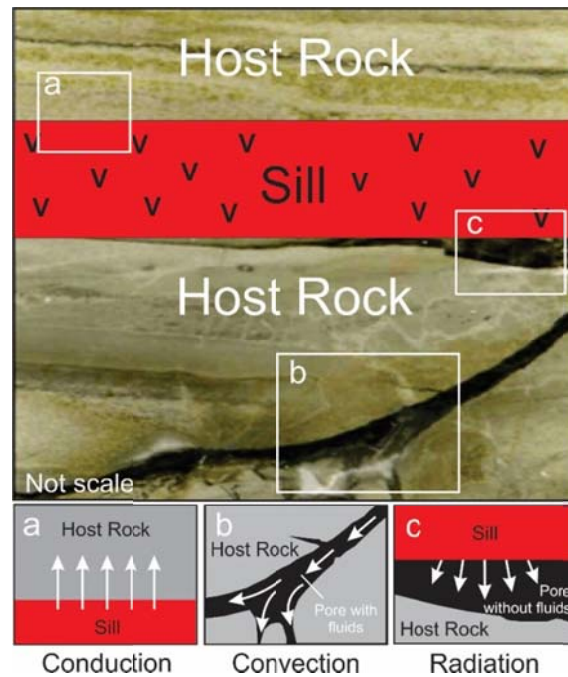 Host Rock
a
v v v v v
v v v v
Sill
v v v v
c
Host Rock
b
Not scale
a
Host Rock
Sill
b
Host Rock
Pore with
fluids
c
Sill
Pore
without fluids
Host Rock
Conduction
Convection
Radiation